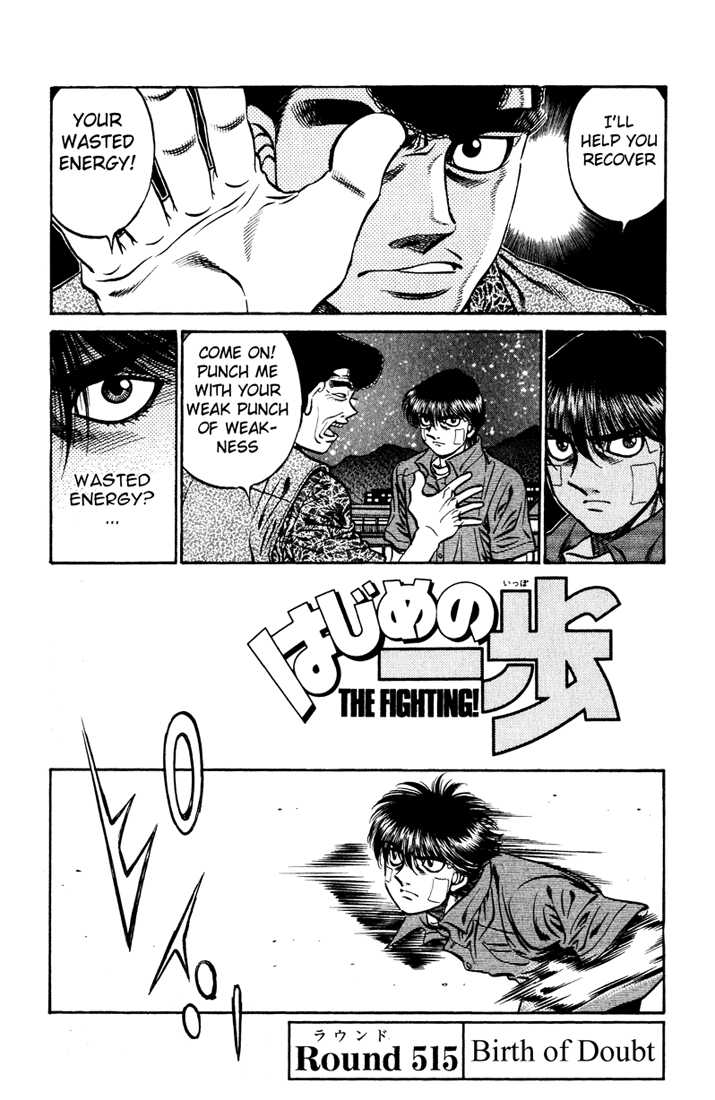 I'LL
HELP YOU
RECOVER
YOUR
WASTED
ENERGY!
COME ON!
PUNCH ME
WITH YOUR
WEAK PUNCH
OF WEAK-
NESS
WASTED
ENERGY?
...
いっぽ
はじめの一歩
THE FIGHTING!
ラウンド
Round 515
Birth of Doubt